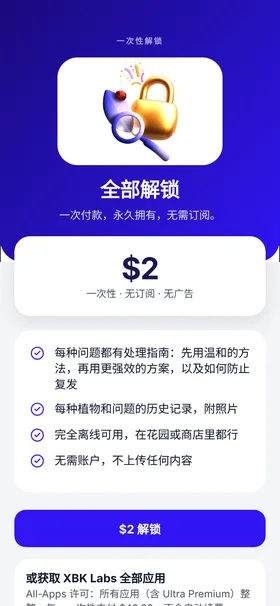 一次性解锁
全部解锁
一次付款，永久拥有，无需订阅。
$2
一次性 · 无订阅 · 无广告
每种问题都有处理指南：先用温和的方
法，再用更强效的方案，以及如何防止
复发
每种植物和问题的历史记录，附照片
完全离线可用，在花园或商店里都行
无需账户，不上传任何内容
$2 解锁
或获取 XBK Labs 全部应用
All-Apps 许可：所有应用（含 Ultra Premium）整